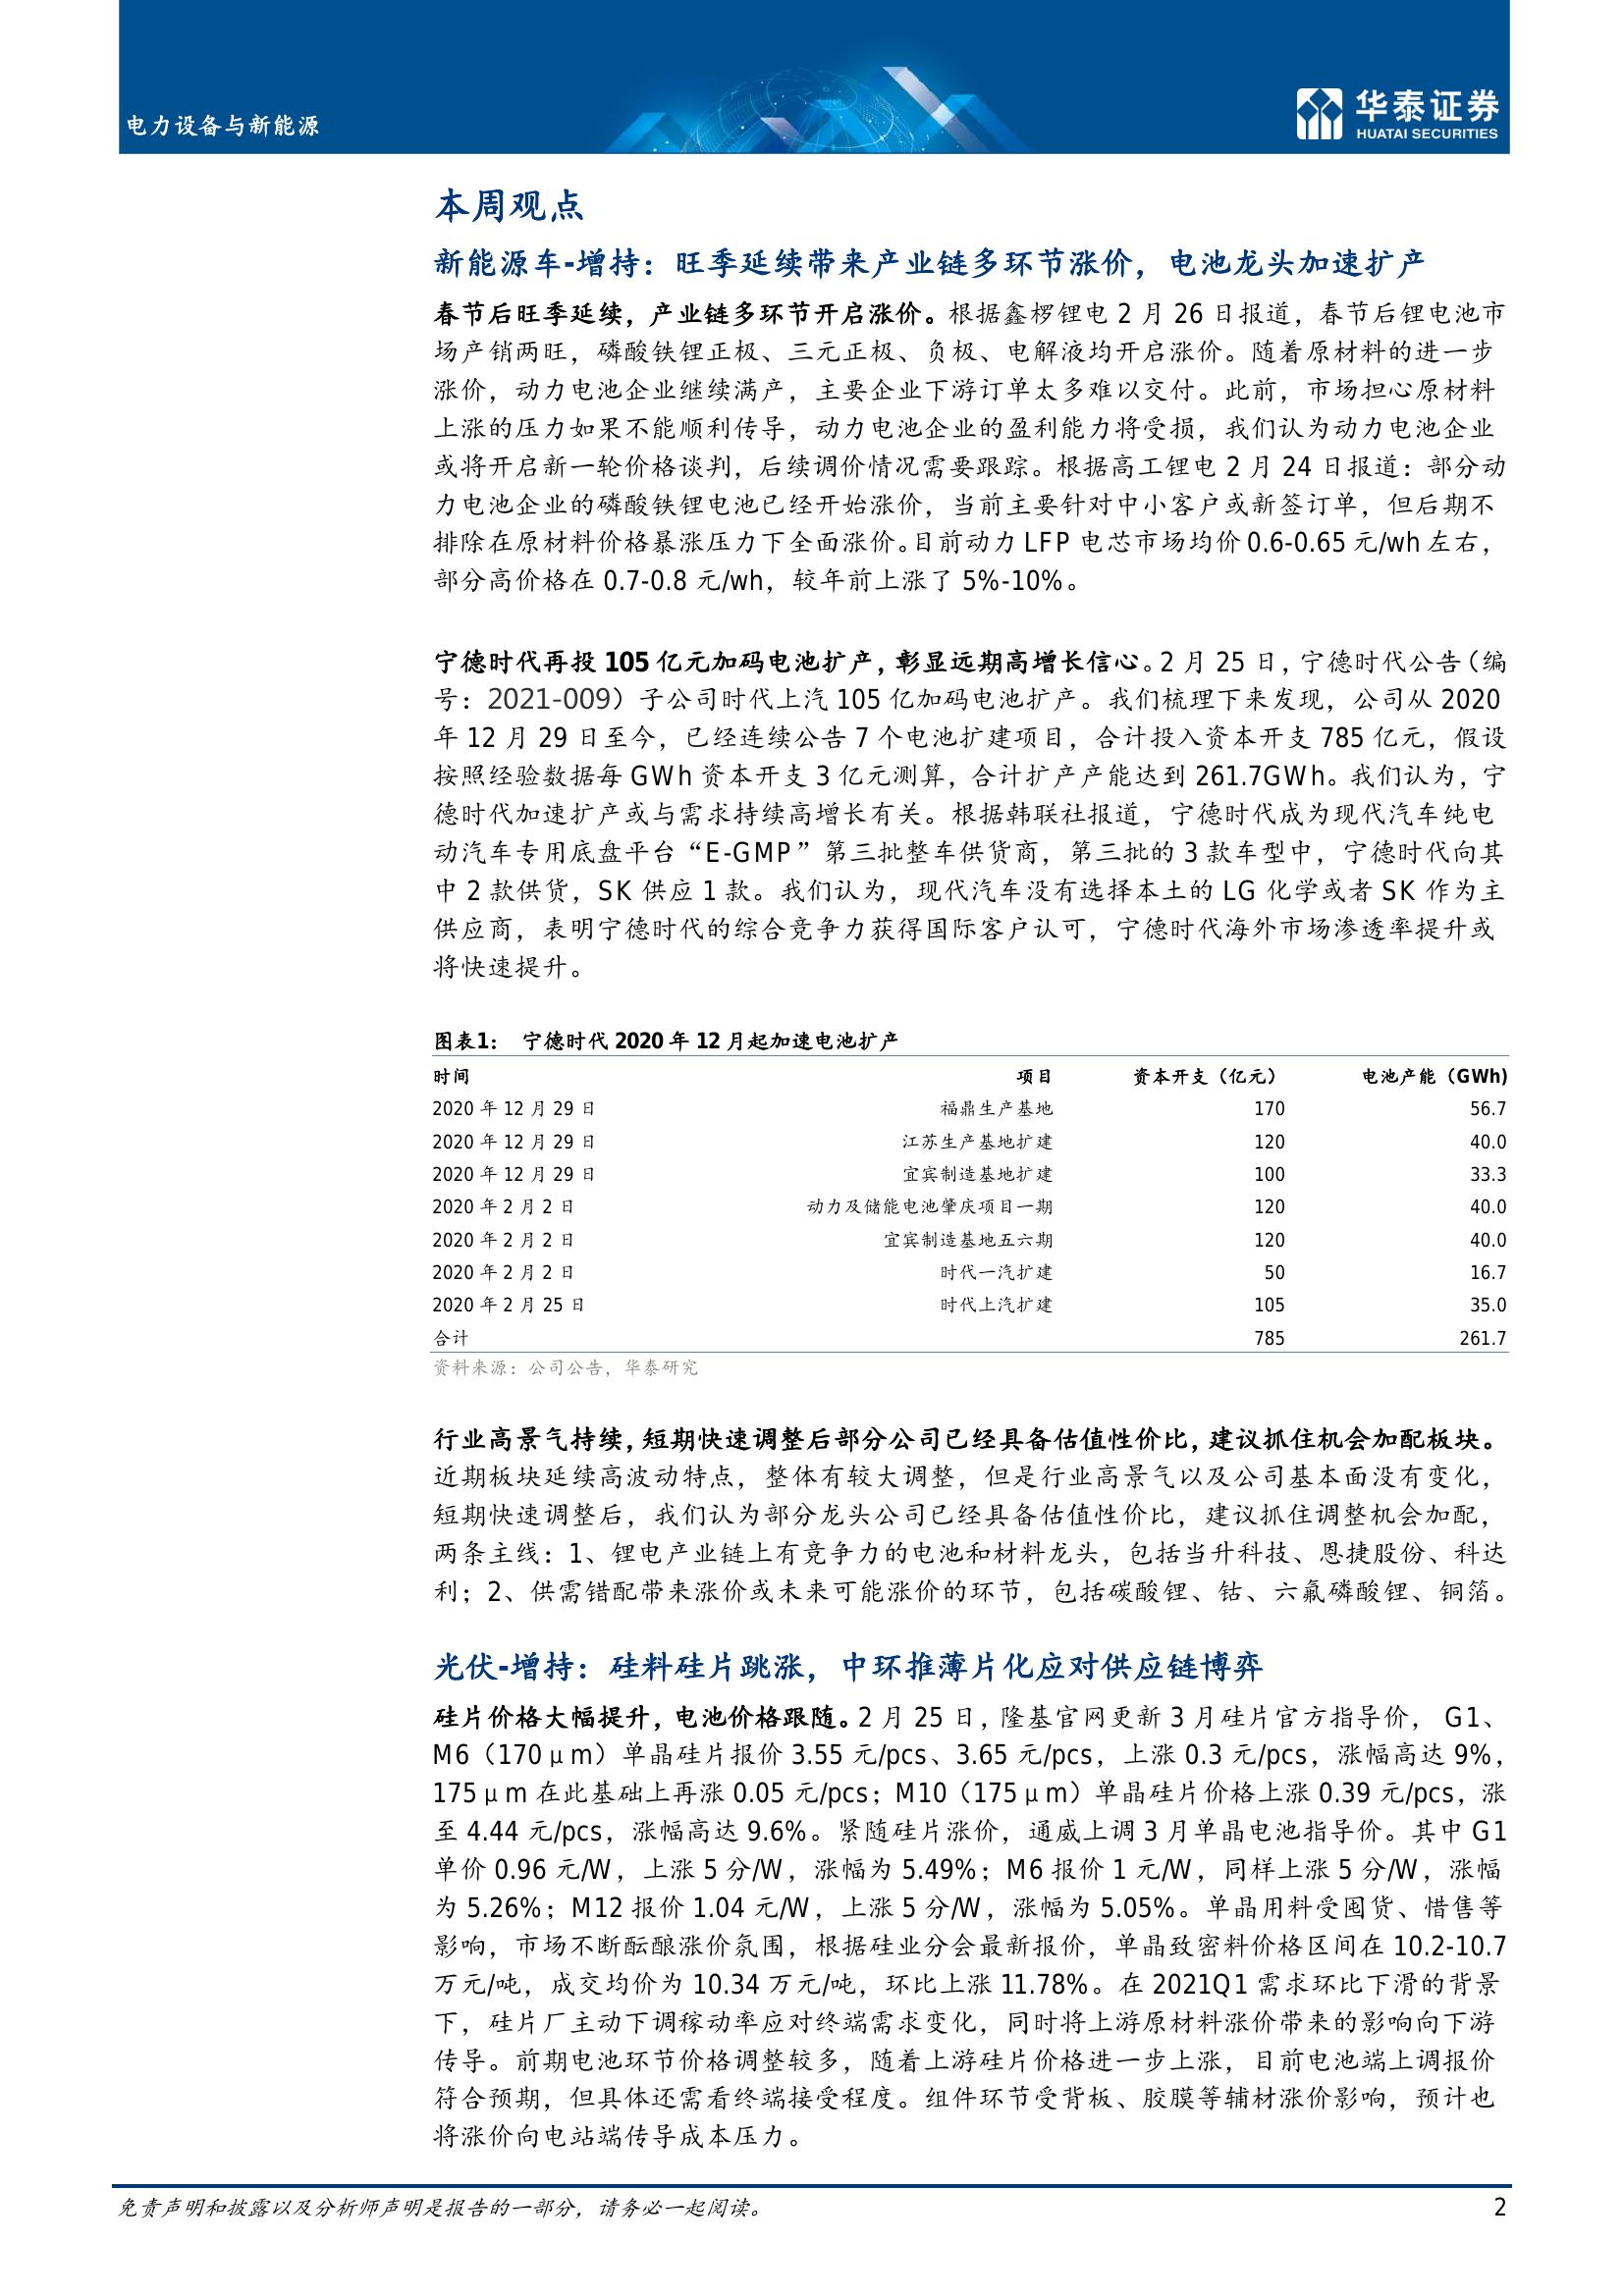 电力设备与新能源
华泰证券
HUATAI SECURITIES
本周观点
新能源车-增持：旺季延续带来产业链多环节涨价，电池龙头加速扩产
春节后旺季延续，产业链多环节开启涨价。根据鑫椤锂电 2 月 26 日报道，春节后锂电池市
场产销两旺，磷酸铁锂正极、三元正极、负极、电解液均开启涨价。随着原材料的进一步
涨价，动力电池企业继续满产，主要企业下游订单太多难以交付。此前，市场担心原材料
上涨的压力如果不能顺利传导，动力电池企业的盈利能力将受损，我们认为动力电池企业
或将开启新一轮价格谈判，后续调价情况需要跟踪。根据高工锂电 2 月 24 日报道：部分动
力电池企业的磷酸铁锂电池已经开始涨价，当前主要针对中小客户或新签订单，但后期不
排除在原材料价格暴涨压力下全面涨价。目前动力 LFP 电芯市场均价 0.6-0.65 元/wh 左右，
部分高价格在 0.7-0.8 元/wh，较年前上涨了 5%-10%。
宁德时代再投 105 亿元加码电池扩产，彰显远期高增长信心。2 月 25 日，宁德时代公告（编
号：2021-009）子公司时代上汽 105 亿加码电池扩产。我们梳理下来发现，公司从 2020
年 12 月 29 日至今，已经连续公告 7 个电池扩建项目，合计投入资本开支 785 亿元，假设
按照经验数据每 GWh 资本开支 3 亿元测算，合计扩产产能达到 261.7GWh。我们认为，宁
德时代加速扩产或与需求持续高增长有关。根据韩联社报道，宁德时代成为现代汽车纯电
动汽车专用底盘平台“E-GMP”第三批整车供货商，第三批的 3 款车型中，宁德时代向其
中 2 款供货，SK 供应 1 款。我们认为，现代汽车没有选择本土的 LG 化学或者 SK 作为主
供应商，表明宁德时代的综合竞争力获得国际客户认可，宁德时代海外市场渗透率提升或
将快速提升。
图表1： 宁德时代 2020 年 12 月起加速电池扩产
时间 项目 资本开支（亿元） 电池产能（GWh)
2020 年 12 月 29 日 福鼎生产基地 170 56.7
2020 年 12 月 29 日 江苏生产基地扩建 120 40.0
2020 年 12 月 29 日 宜宾制造基地扩建 100 33.3
2020 年 2 月 2 日 动力及储能电池肇庆项目一期 120 40.0
2020 年 2 月 2 日 宜宾制造基地五六期 120 40.0
2020 年 2 月 2 日 时代一汽扩建 50 16.7
2020 年 2 月 25 日 时代上汽扩建 105 35.0
合计 785 261.7
资料来源：公司公告，华泰研究
行业高景气持续，短期快速调整后部分公司已经具备估值性价比，建议抓住机会加配板块。
近期板块延续高波动特点，整体有较大调整，但是行业高景气以及公司基本面没有变化，
短期快速调整后，我们认为部分龙头公司已经具备估值性价比，建议抓住调整机会加配，
两条主线：1、锂电产业链上有竞争力的电池和材料龙头，包括当升科技、恩捷股份、科达
利；2、供需错配带来涨价或未来可能涨价的环节，包括碳酸锂、钴、六氟磷酸锂、铜箔。
光伏-增持：硅料硅片跳涨，中环推薄片化应对供应链博弈
硅片价格大幅提升，电池价格跟随。2 月 25 日，隆基官网更新 3 月硅片官方指导价， G1、
M6（170μm）单晶硅片报价 3.55 元/pcs、3.65 元/pcs，上涨 0.3 元/pcs，涨幅高达 9%，
175μm 在此基础上再涨 0.05 元/pcs；M10（175μm）单晶硅片价格上涨 0.39 元/pcs，涨
至 4.44 元/pcs，涨幅高达 9.6%。紧随硅片涨价，通威上调 3 月单晶电池指导价。其中 G1
单价 0.96 元/W，上涨 5 分/W，涨幅为 5.49%；M6 报价 1 元/W，同样上涨 5 分/W，涨幅
为 5.26%；M12 报价 1.04 元/W，上涨 5 分/W，涨幅为 5.05%。单晶用料受囤货、惜售等
影响，市场不断酝酿涨价氛围，根据硅业分会最新报价，单晶致密料价格区间在 10.2-10.7
万元/吨，成交均价为 10.34 万元/吨，环比上涨 11.78%。在 2021Q1 需求环比下滑的背景
下，硅片厂主动下调稼动率应对终端需求变化，同时将上游原材料涨价带来的影响向下游
传导。前期电池环节价格调整较多，随着上游硅片价格进一步上涨，目前电池端上调报价
符合预期，但具体还需看终端接受程度。组件环节受背板、胶膜等辅材涨价影响，预计也
将涨价向电站端传导成本压力。
免责声明和披露以及分析师声明是报告的一部分，请务必一起阅读。 2